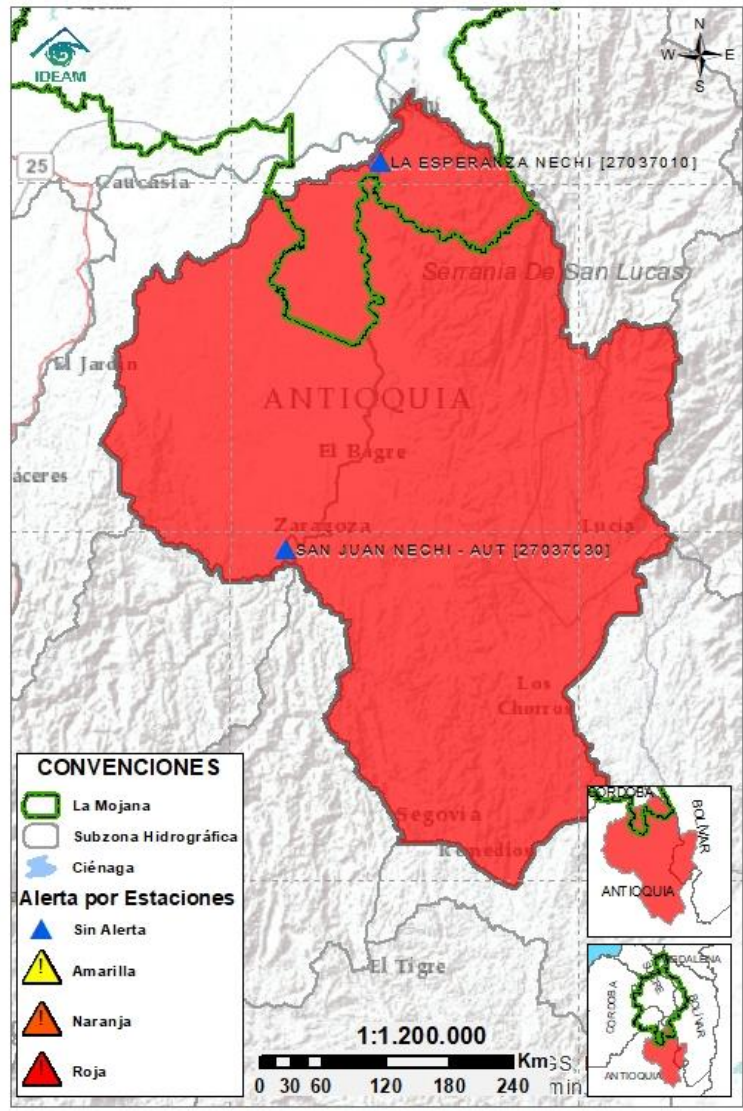 IDEAM
N
W E
S
25
Caucasia
LA ESPERANZA NECHI [27037010]
Serrania De San Lucas
El Jardin
ANTIOQUIA
El Bagre
áceres
Zaragoza
Lucia
SAN JUAN NECHI - AUT [27037030]
Los
Chorros
Segovia
Remedios
El Tigre
CONVENCIONES
La Mojana
Subzona Hidrográfica
Ciénaga
Alerta por Estaciones
Sin Alerta
Amarilla
Naranja
Roja
1:1.200.000
Km
0 30 60 120 180 240
CORDOBA
BOLIVAR
ANTIOQUIA
GDALENA
CORDOBA
BOLIVAR
ANTIOQUIA